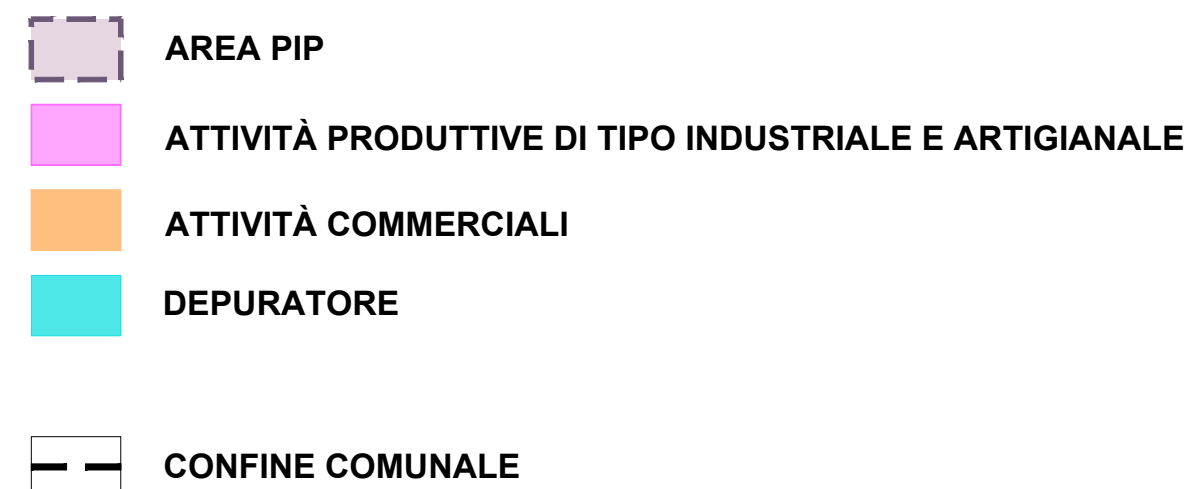 AREA PIP
ATTIVITÀ PRODUTTIVE DI TIPO INDUSTRIALE E ARTIGIANALE
ATTIVITÀ COMMERCIALI
DEPURATORE
CONFINE COMUNALE